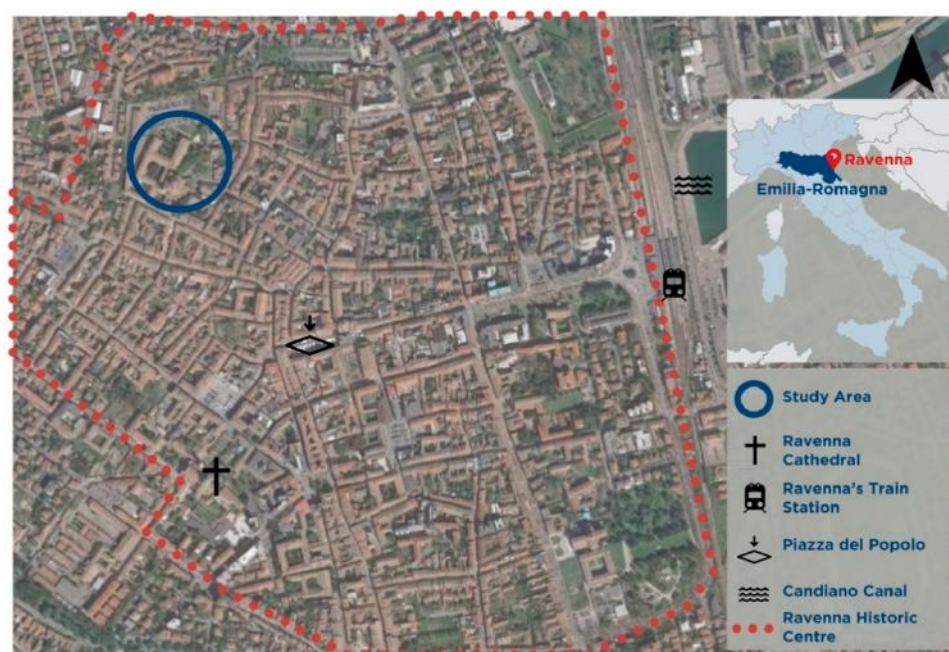 Ravenna
Emilia-Romagna
Study Area
Ravenna
Cathedral
Ravenna's Train
Station
Piazza del Popolo
Candiano Canal
Ravenna Historic
Centre